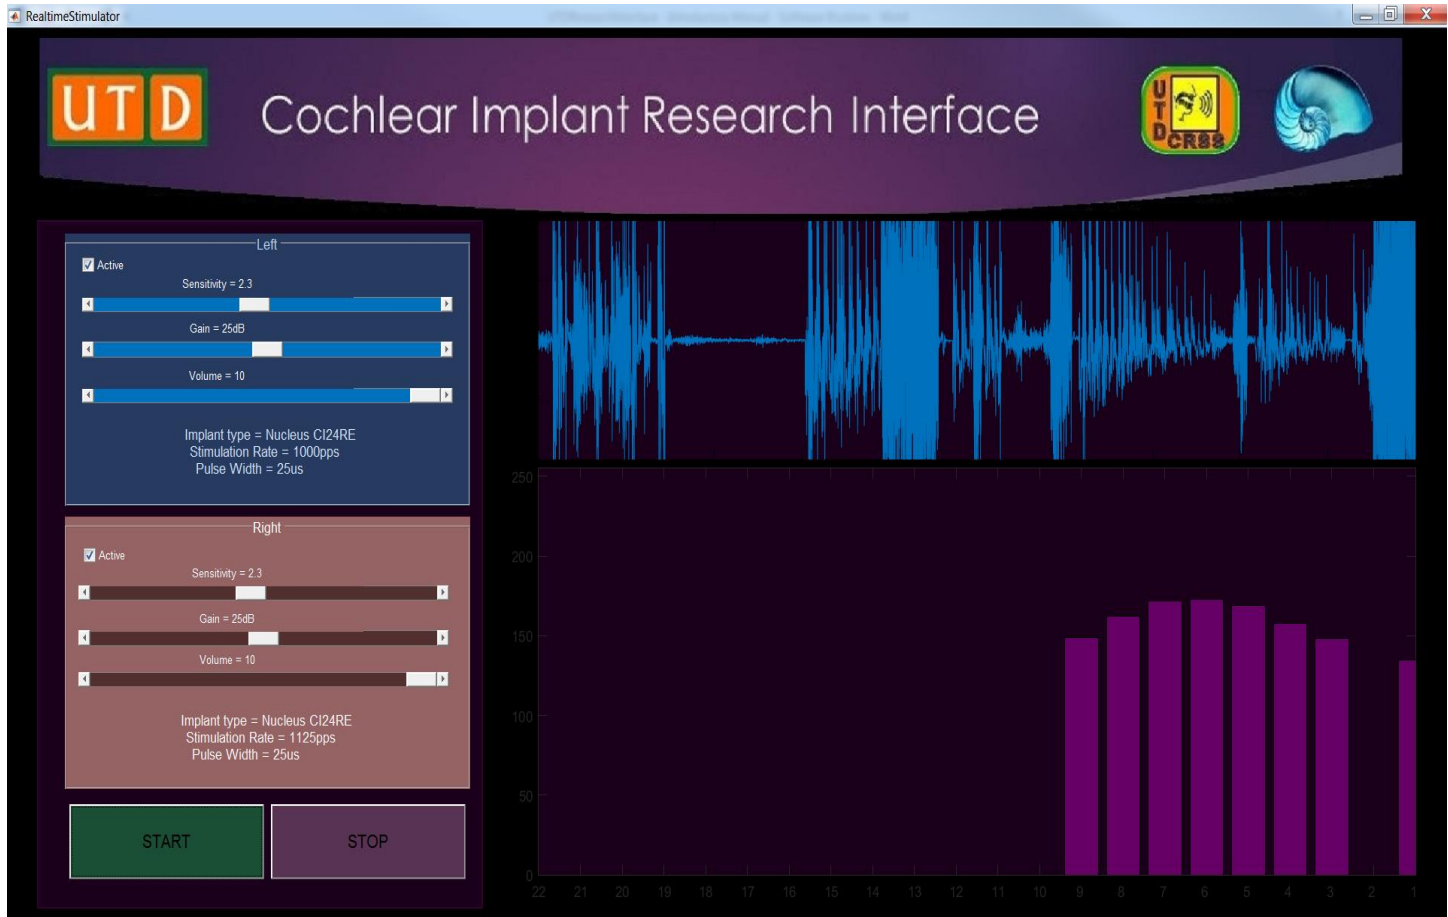 RealtimeStimulator
UTD
Cochlear Implant Research Interface
UTD
CRSS
Left
Active
Sensitivity = 2.3
Gain = 25dB
Volume = 10
Implant type = Nucleus CI24RE
Stimulation Rate = 1000pps
Pulse Width = 25us
Right
Active
Sensitivity = 2.3
Gain = 25dB
Volume = 10
Implant type = Nucleus CI24RE
Stimulation Rate = 1125pps
Pulse Width = 25us
START STOP
250
200
150
100
50
0
22 21 20 19 18 17 16 15 14 13 12 11 10 9 8 7 6 5 4 3 2 1